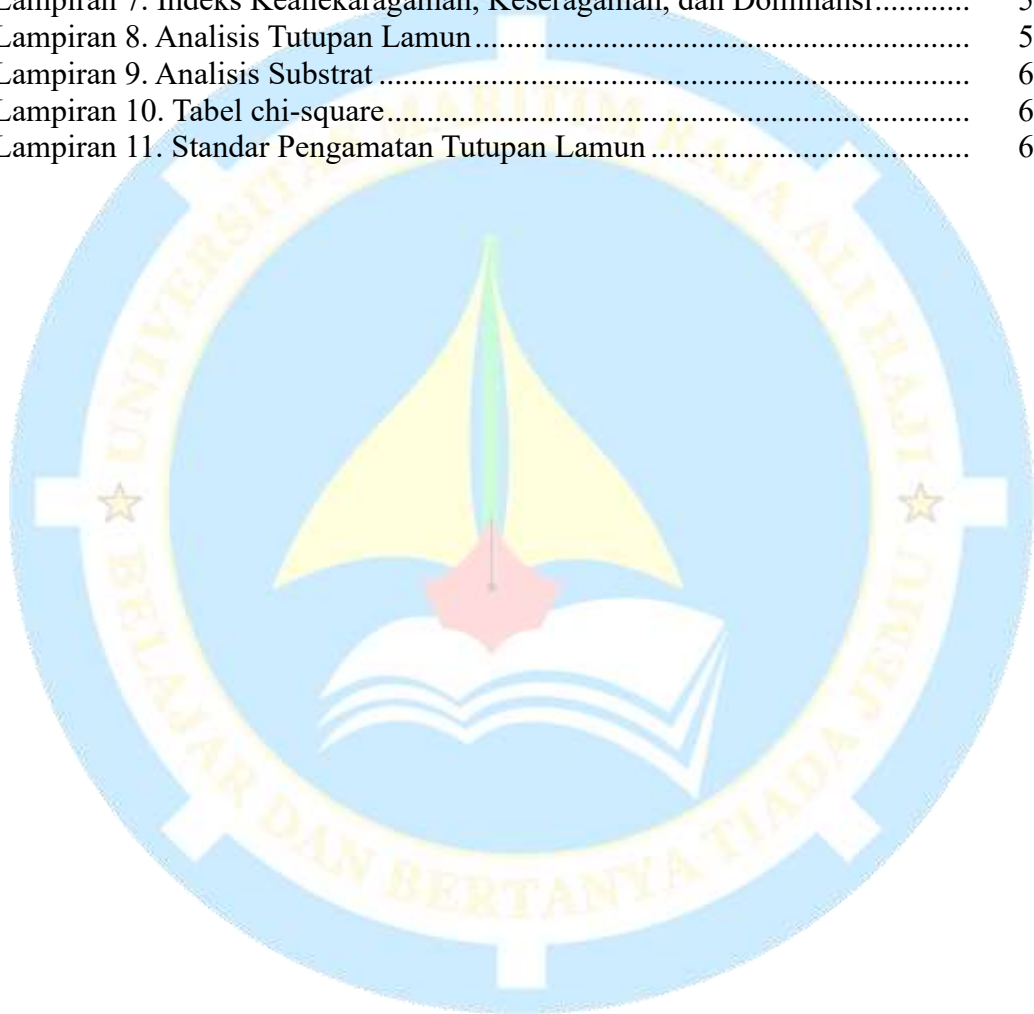 Lampiran 7. Indeks Keanekaragaman, Keseragaman, dan Dominansi............ 5
Lampiran 8. Analisis Tutupan Lamun.................................................................... 5
Lampiran 9. Analisis Substrat................................................................................. 6
Lampiran 10. Tabel chi-square................................................................................ 6
Lampiran 11. Standar Pengamatan Tutupan Lamun............................................. 6
UNIVERSITAS MARITIM RAJA ALI HAJI
BELAJAR DAN BERTANYA TIADA JEMU